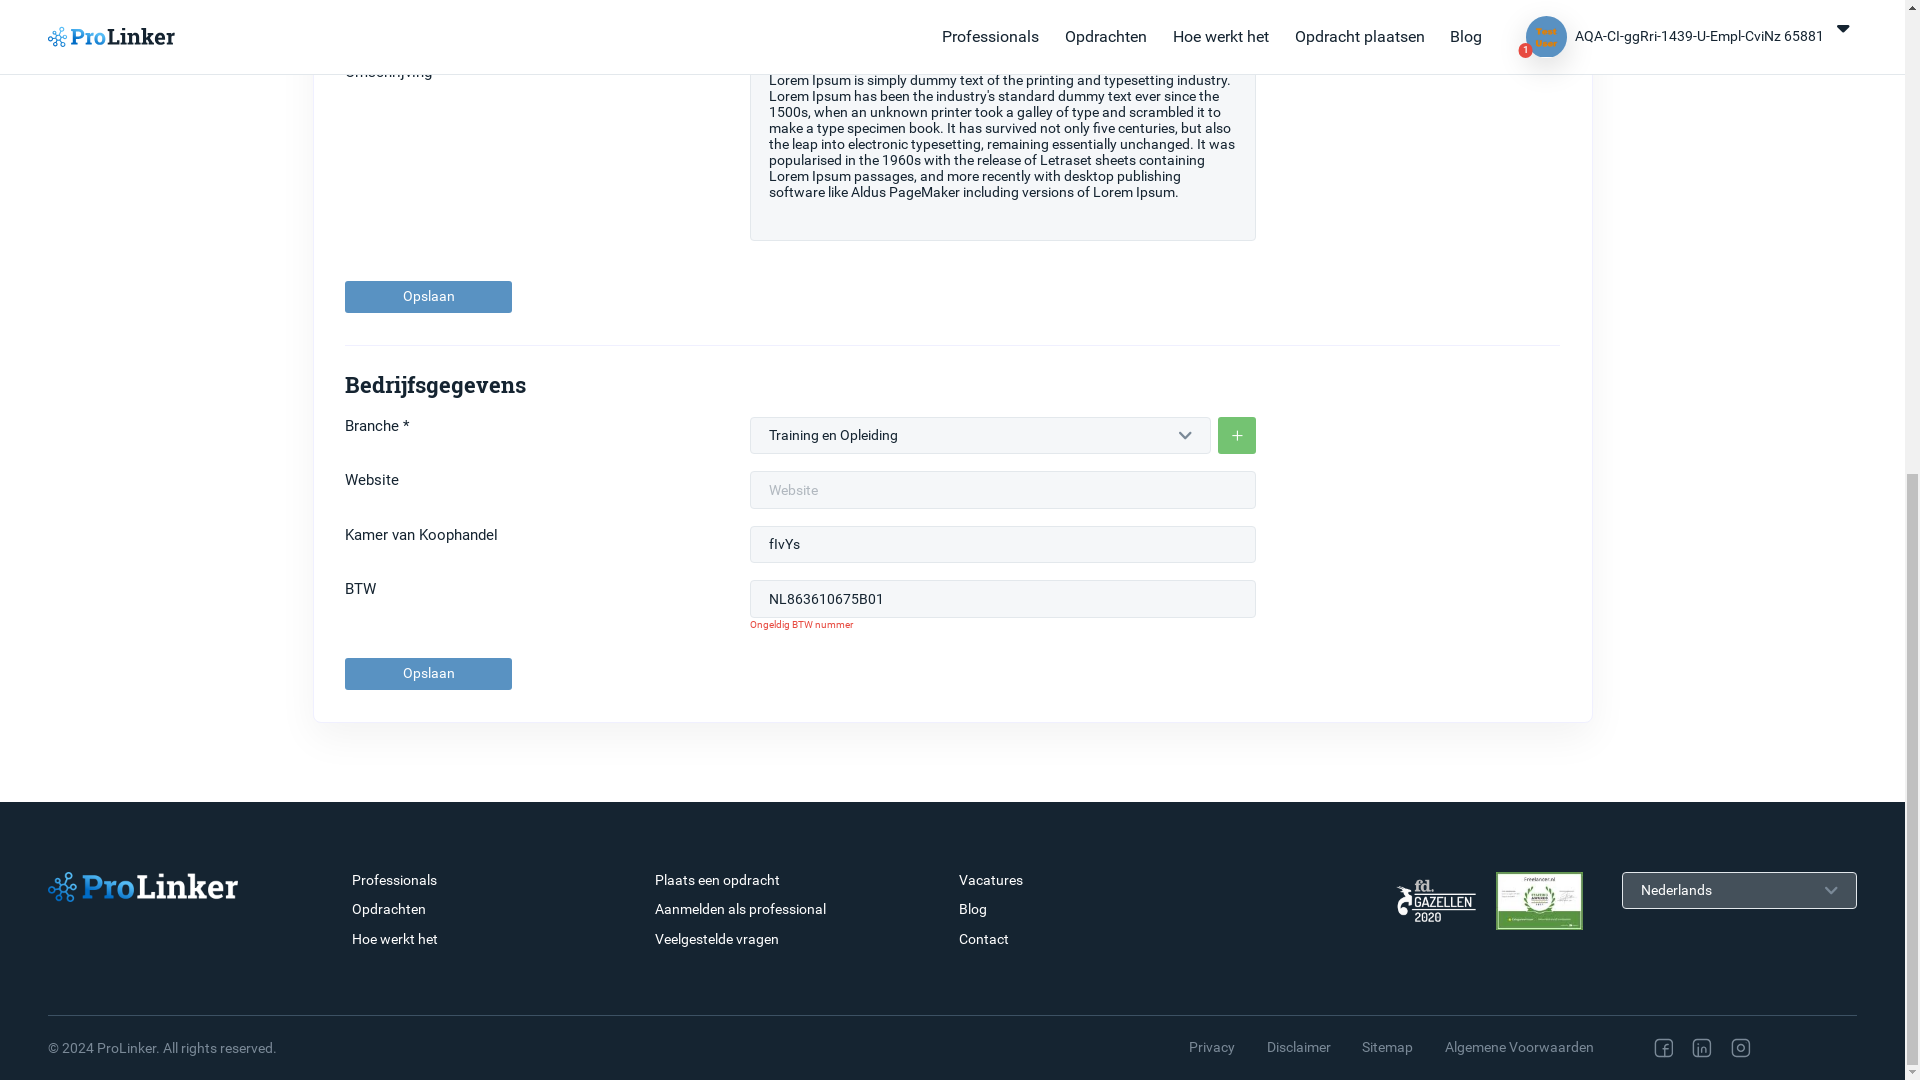 ProLinker
Professionals
Opdrachten
Hoe werkt het
Opdracht plaatsen
Blog
1
AQA-CI-ggRri-1439-U-Empl-CviNz 65881
Lorem Ipsum is simply dummy text of the printing and typesetting industry.
Lorem Ipsum has been the industry's standard dummy text ever since the
1500s, when an unknown printer took a galley of type and scrambled it to
make a type specimen book. It has survived not only five centuries, but also
the leap into electronic typesetting, remaining essentially unchanged. It was
popularised in the 1960s with the release of Letraset sheets containing
Lorem Ipsum passages, and more recently with desktop publishing
software like Aldus PageMaker including versions of Lorem Ipsum.
Opslaan
Bedrijfsgegevens
Branche *
Training en Opleiding
Website
Website
Kamer van Koophandel
fIvYs
BTW
NL863610675B01
Ongeldig BTW nummer
Opslaan
ProLinker
Professionals
Opdrachten
Hoe werkt het
Plaats een opdracht
Aanmelden als professional
Veelgestelde vragen
Vacatures
Blog
Contact
fd.
GAZELLEN
2020
Freelancer.nl
Nederlands
© 2024 ProLinker. All rights reserved.
Privacy
Disclaimer
Sitemap
Algemene Voorwaarden